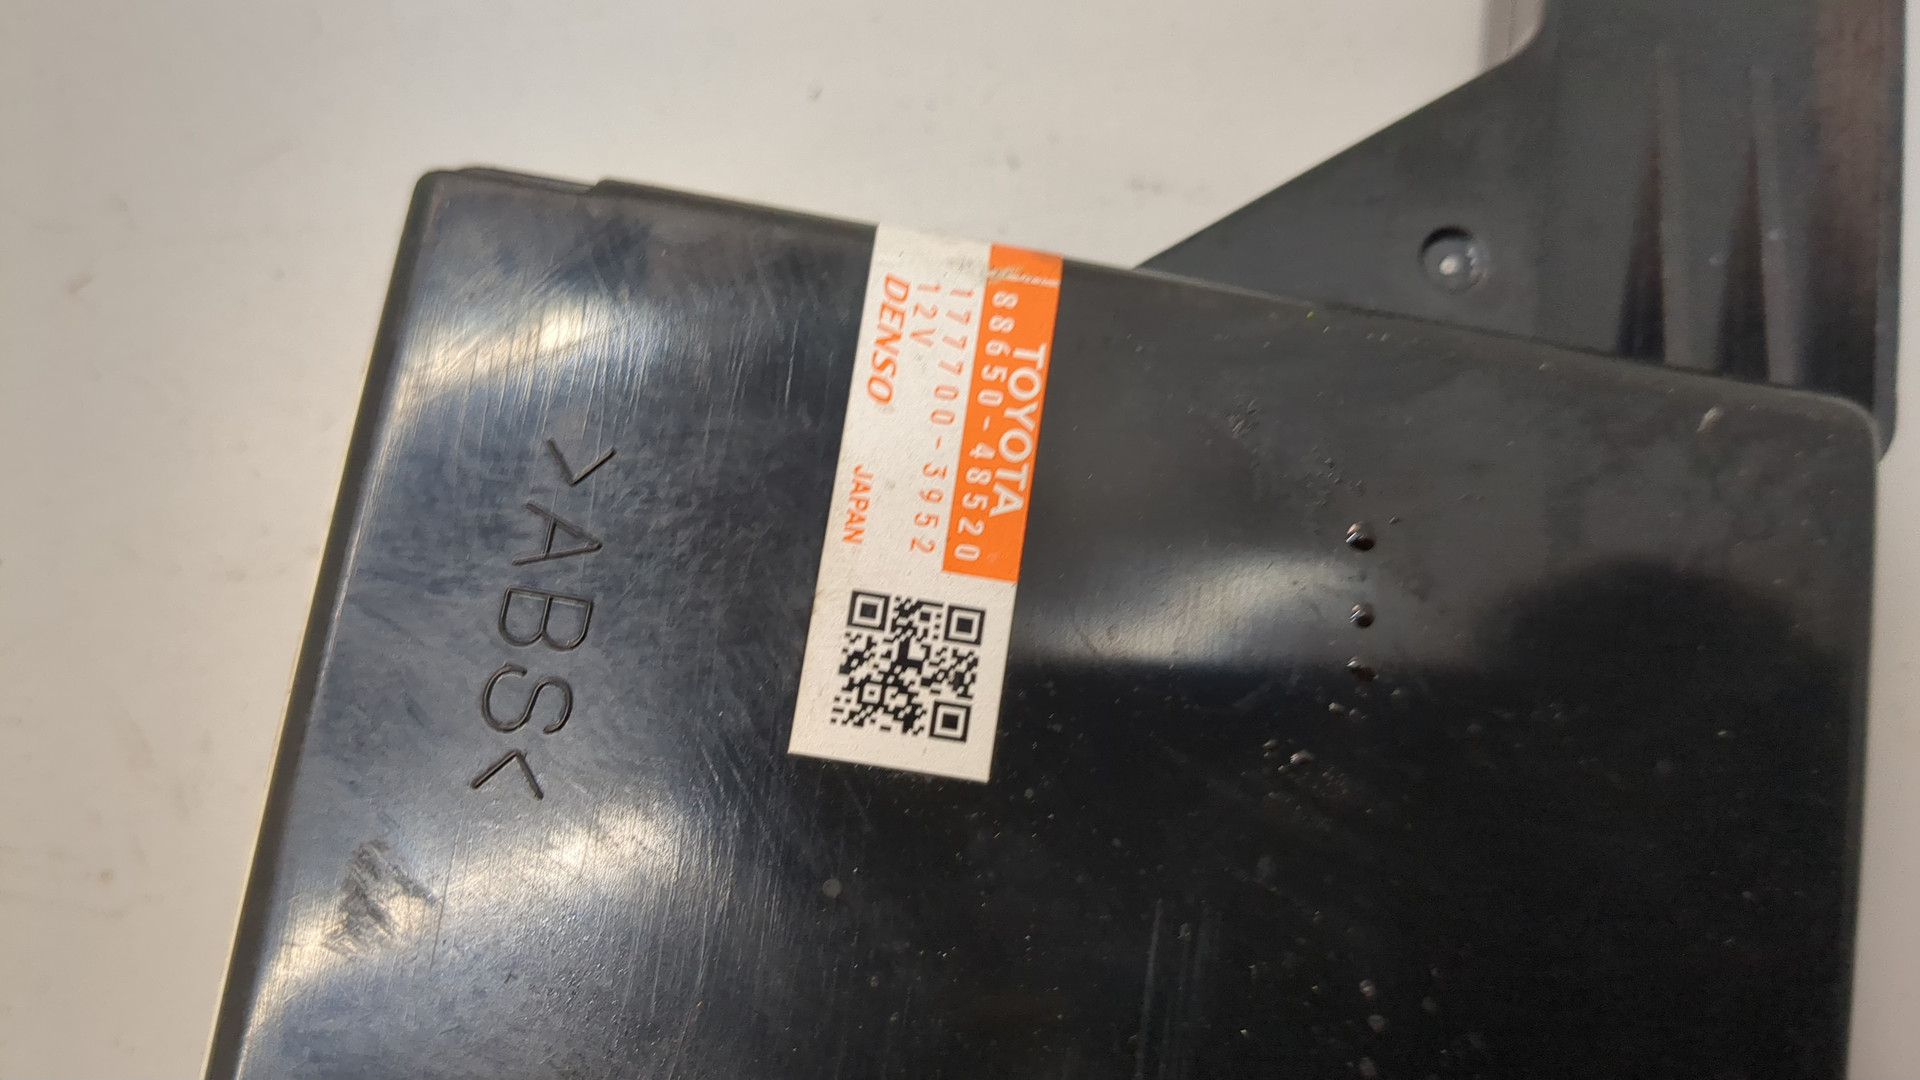 TOYOTA
88650-48520
177700-3952
12V
DENSO JAPAN
>ABS<